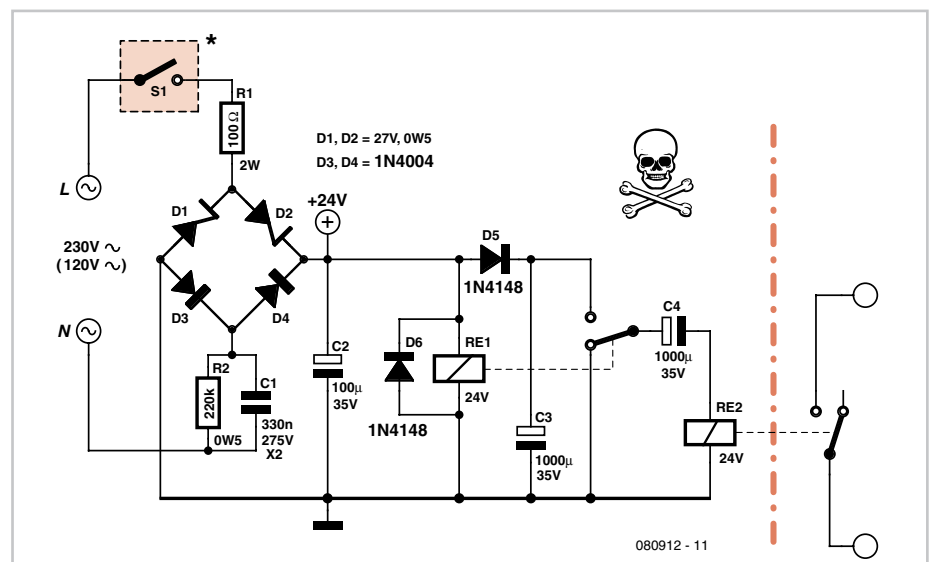 *
S1
R1
100Ω
2W
D1, D2 = 27V, 0W5
D3, D4 = 1N4004
L
D1
D2
+24V
+
230V ~
(120V ~)
D5
1N4148
D3
D4
N
C4
1000µ
35V
D6
RE1
C2
100µ
35V
R2
220k
0W5
C1
330n
275V
X2
24V
1N4148
C3
1000µ
35V
RE2
24V
080912 - 11